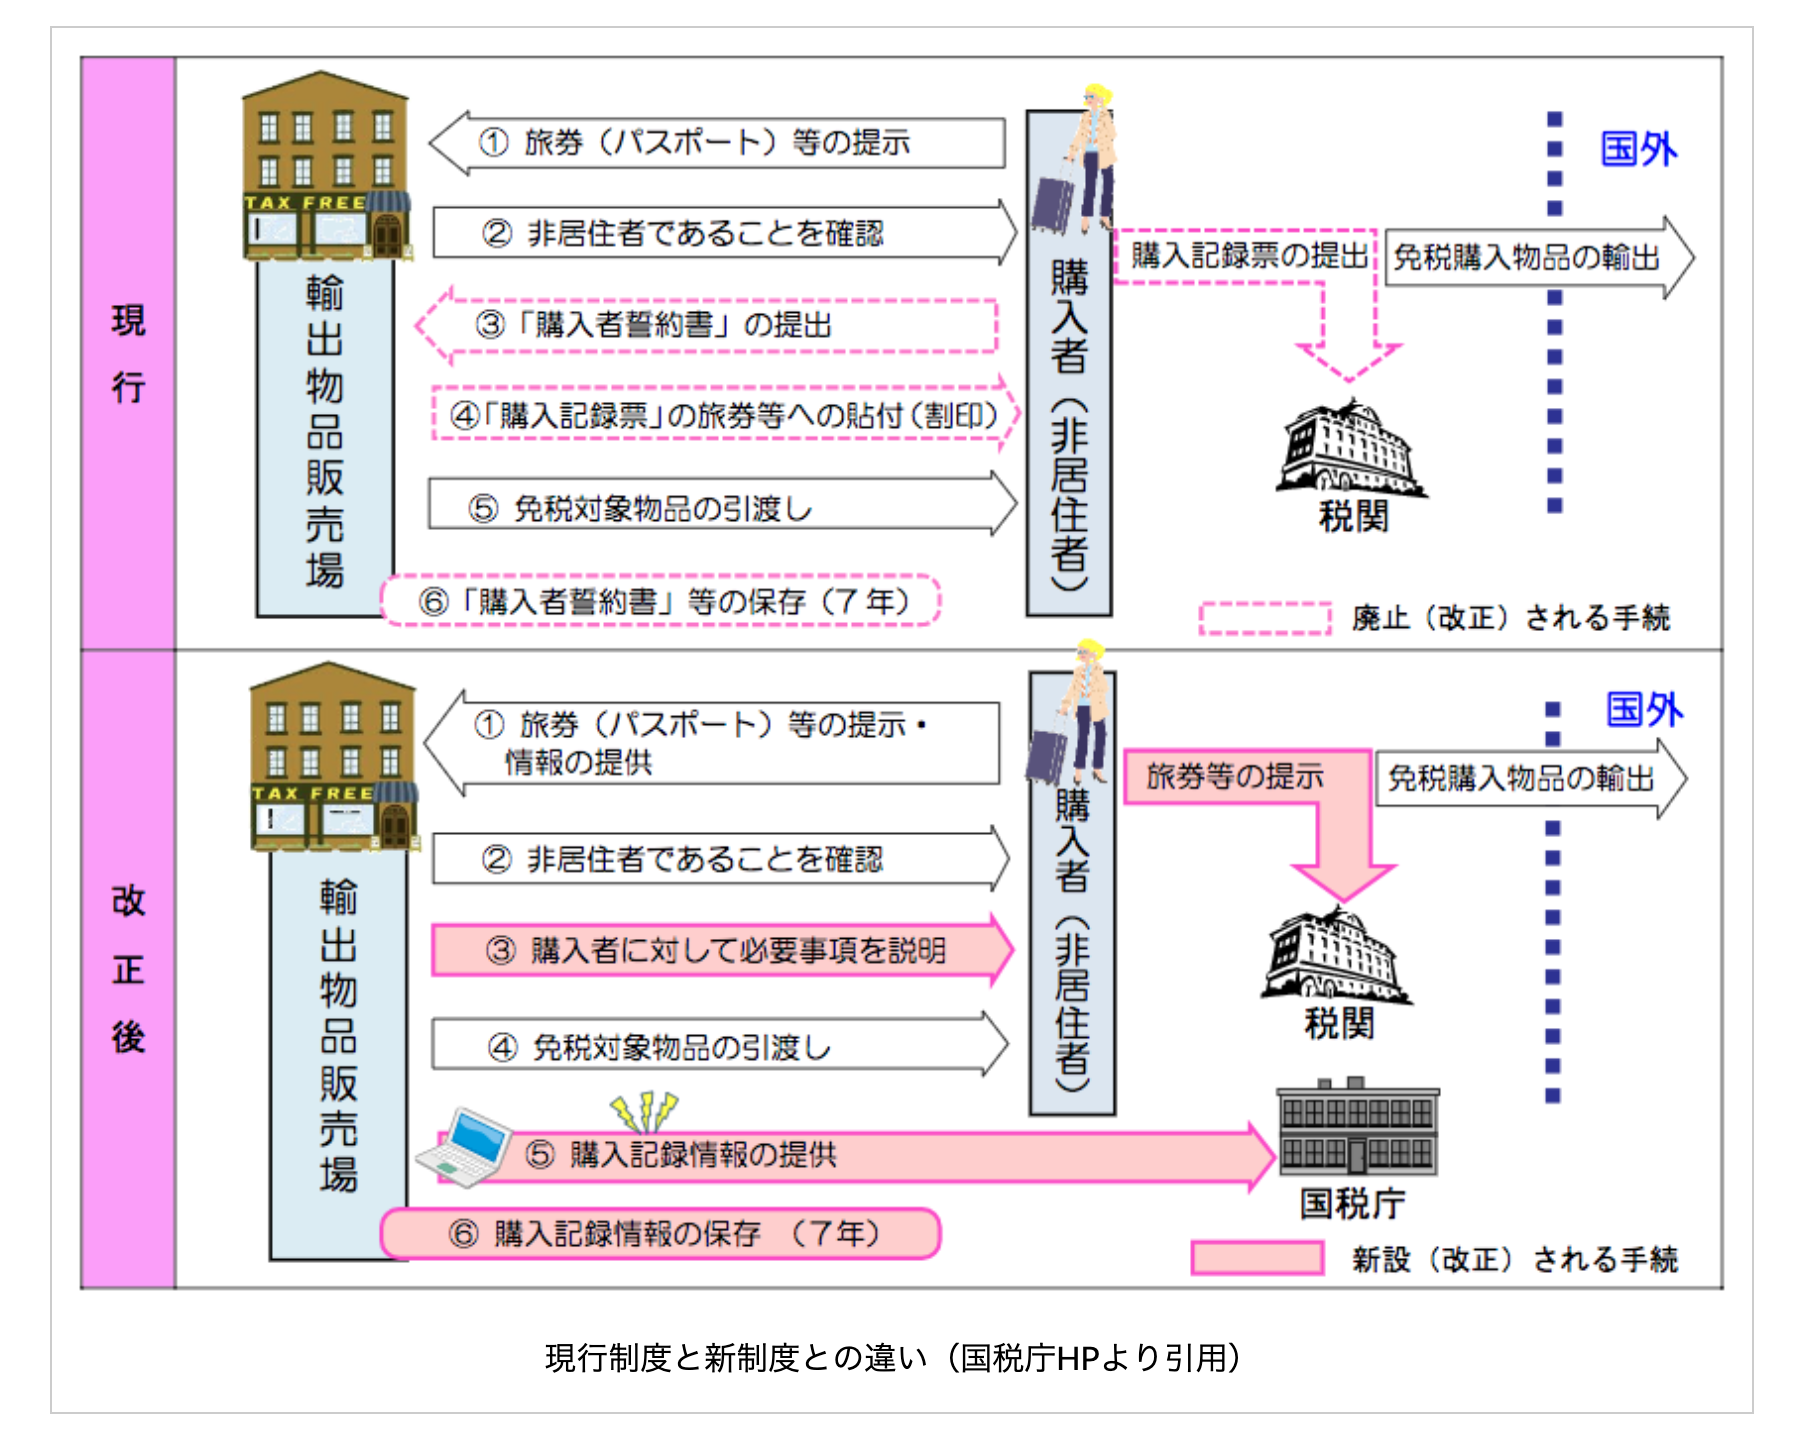 現行
TAX FREE
輸出物品販売場
① 旅券（パスポート）等の提示
② 非居住者であることを確認
③「購入者誓約書」の提出
④「購入記録票」の旅券等への貼付（割印）
⑤ 免税対象物品の引渡し
⑥「購入者誓約書」等の保存（７年）
購入者（非居住者）
購入記録票の提出
免税購入物品の輸出
国外
税関
廃止（改正）される手続
改正後
TAX FREE
輸出物品販売場
① 旅券（パスポート）等の提示・
情報の提供
② 非居住者であることを確認
③ 購入者に対して必要事項を説明
④ 免税対象物品の引渡し
⑤ 購入記録情報の提供
⑥ 購入記録情報の保存 （７年）
購入者（非居住者）
旅券等の提示
免税購入物品の輸出
国外
税関
国税庁
新設（改正）される手続
現行制度と新制度との違い（国税庁HPより引用）